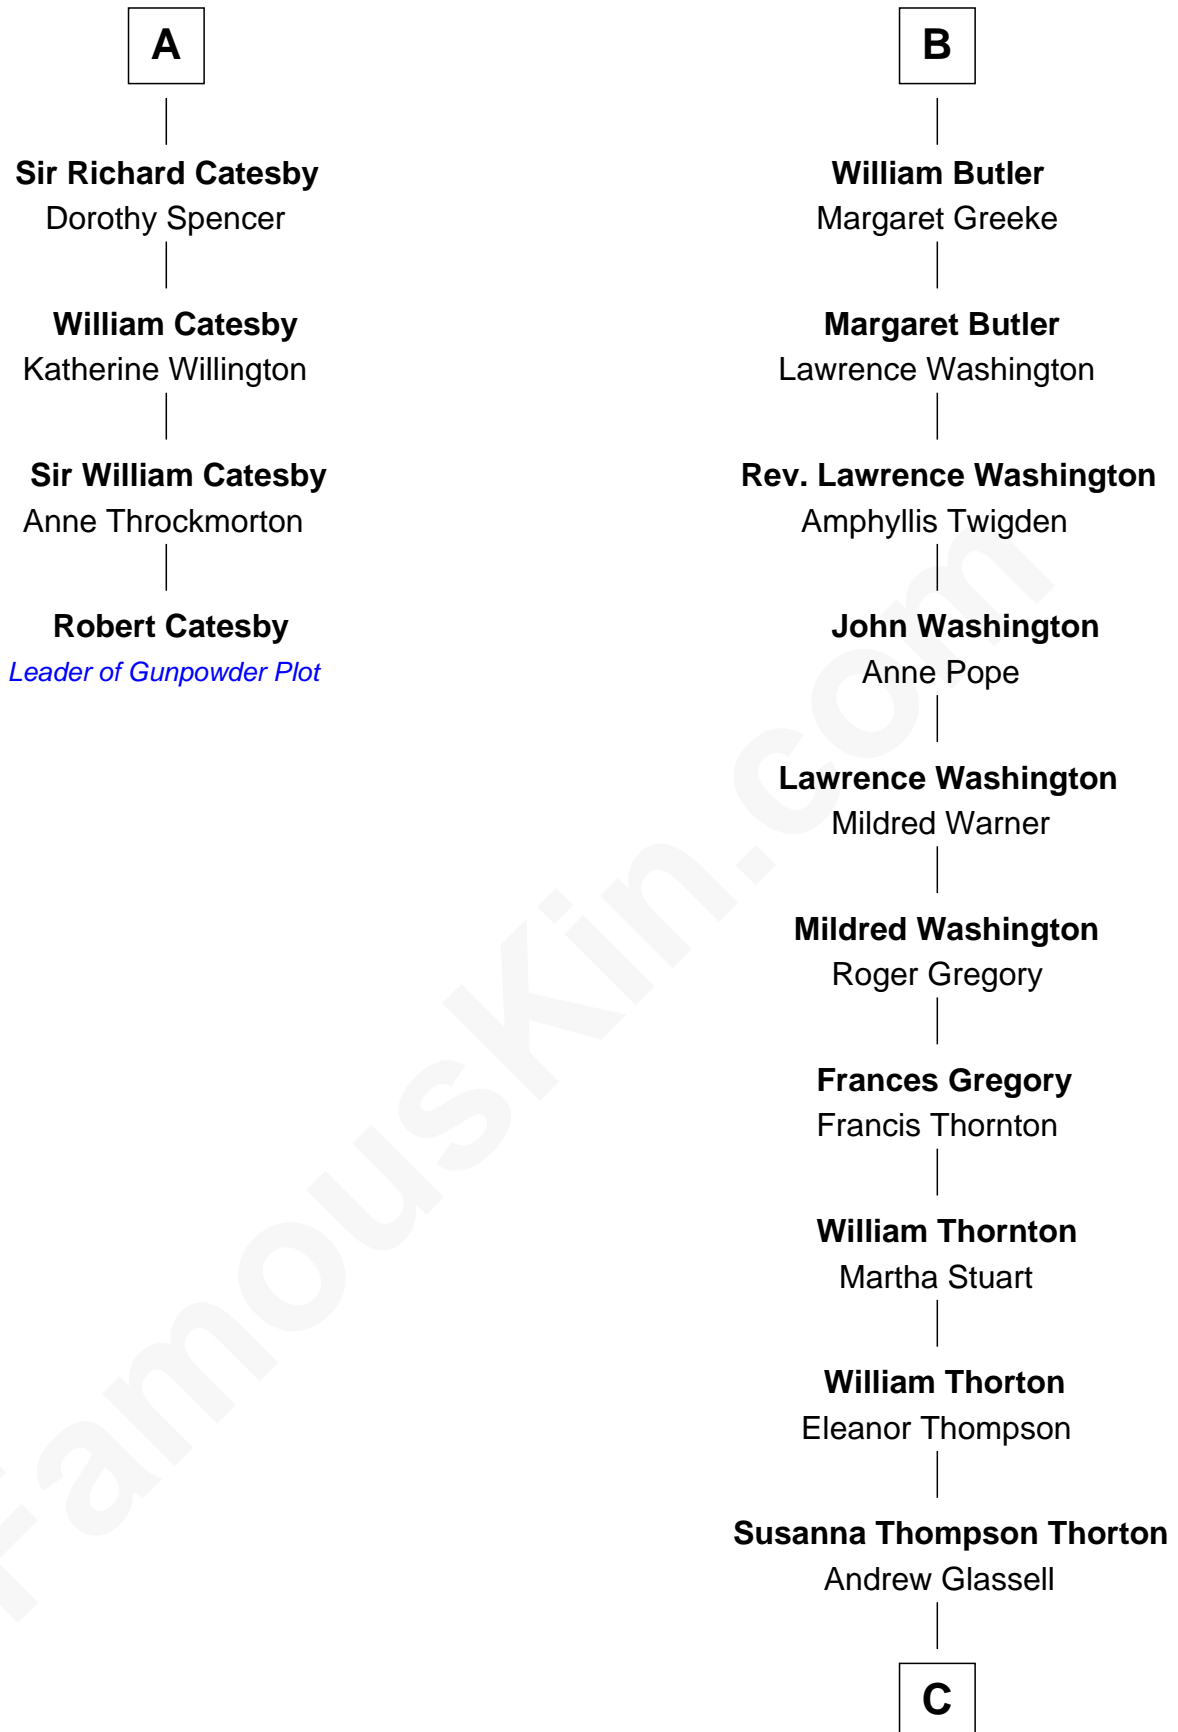 A
Sir Richard Catesby
Dorothy Spencer
William Catesby
Katherine Willington
Sir William Catesby
Anne Throckmorton
Robert Catesby
Leader of Gunpowder Plot
B
William Butler
Margaret Greeke
Margaret Butler
Lawrence Washington
Rev. Lawrence Washington
Amphyllis Twigden
John Washington
Anne Pope
Lawrence Washington
Mildred Warner
Mildred Washington
Roger Gregory
Frances Gregory
Francis Thornton
William Thornton
Martha Stuart
William Thorton
Eleanor Thompson
Susanna Thompson Thorton
Andrew Glassell
C
FamousKin.com